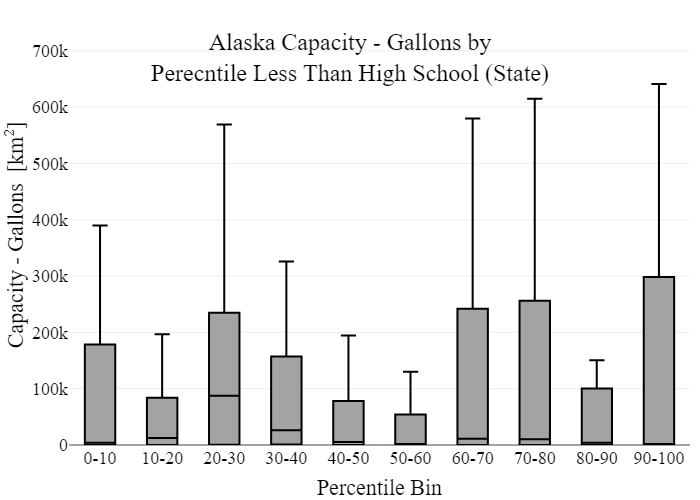 Alaska Capacity - Gallons by
Perecntile Less Than High School (State)
700k
600k
500k
400k
300k
200k
100k
0
Capacity - Gallons [km²]
0-10 10-20 20-30 30-40 40-50 50-60 60-70 70-80 80-90 90-100
Percentile Bin